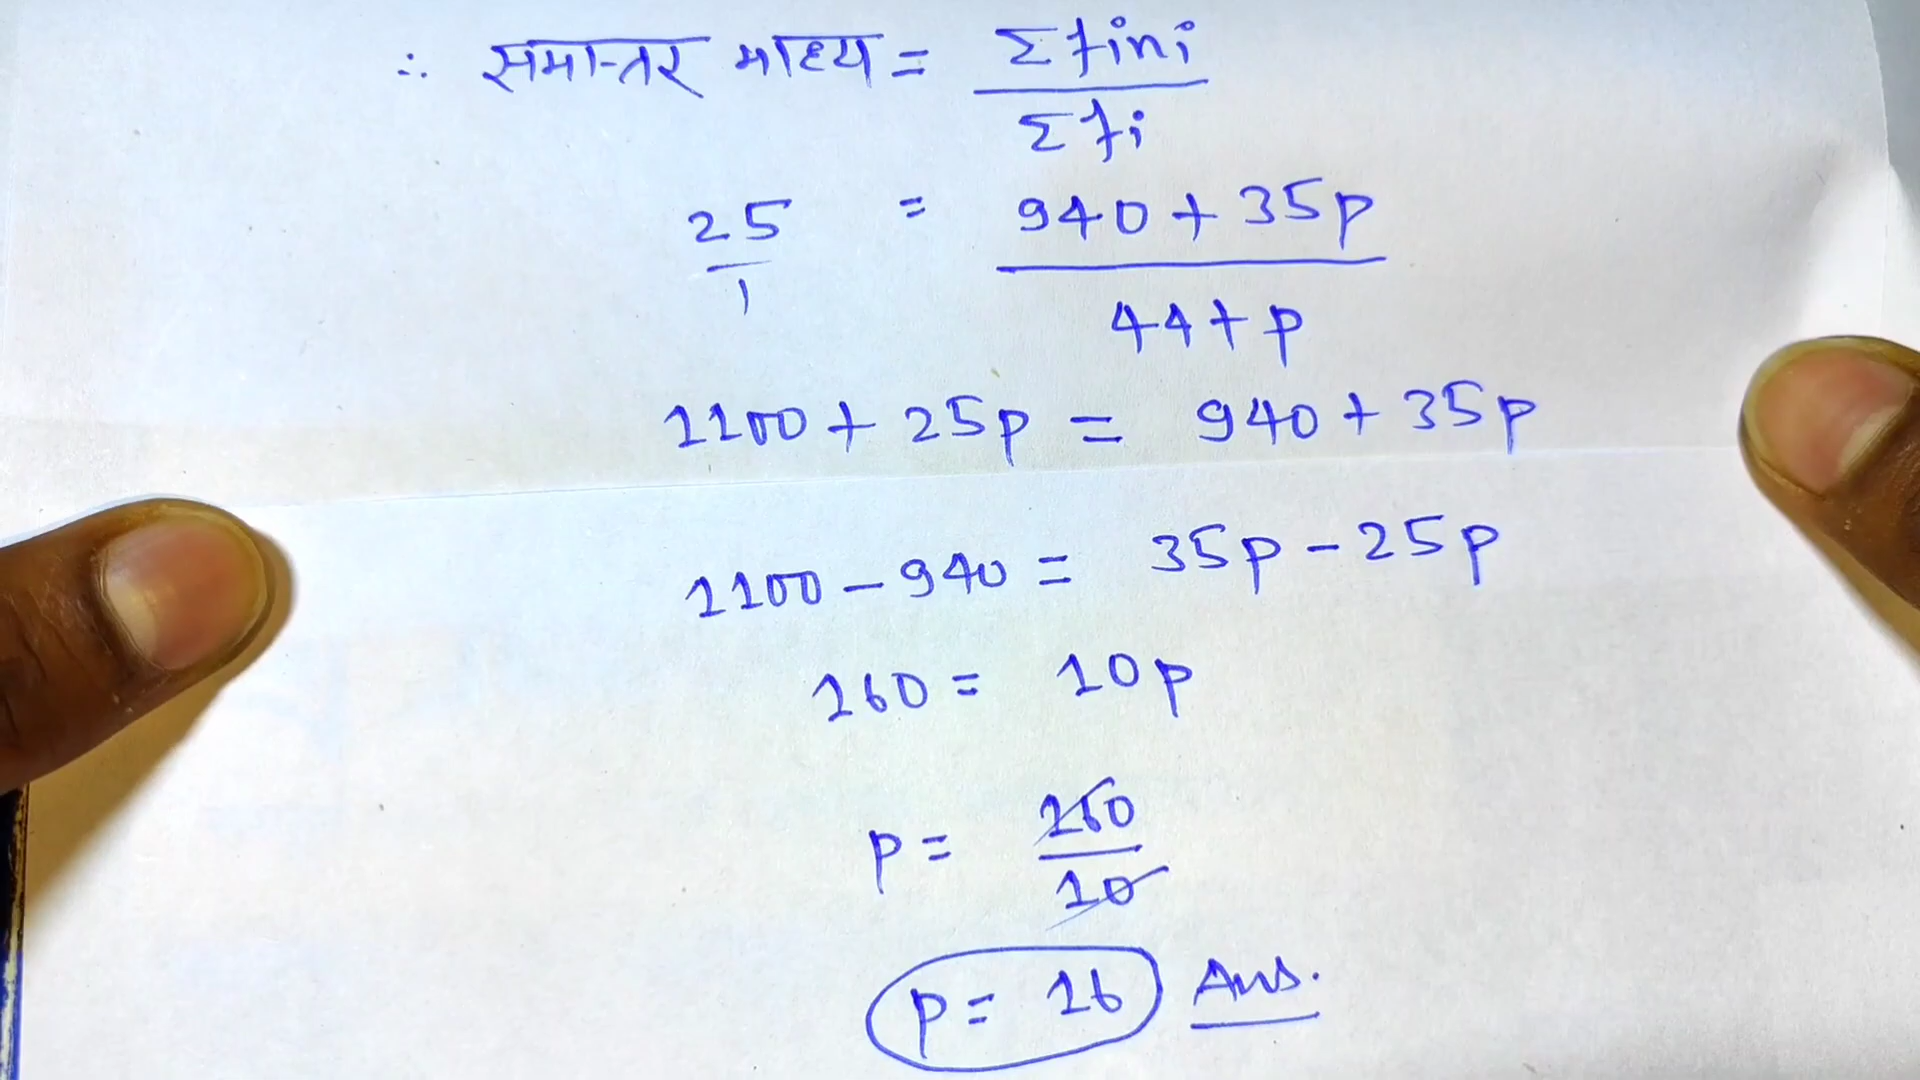 ∴ समान्तर माध्य = Σfini / Σfi
25/1 = 940 + 35p / 44 + p
1100 + 25p = 940 + 35p
1100 - 940 = 35p - 25p
160 = 10p
p = 160/10
p = 16 Ans.